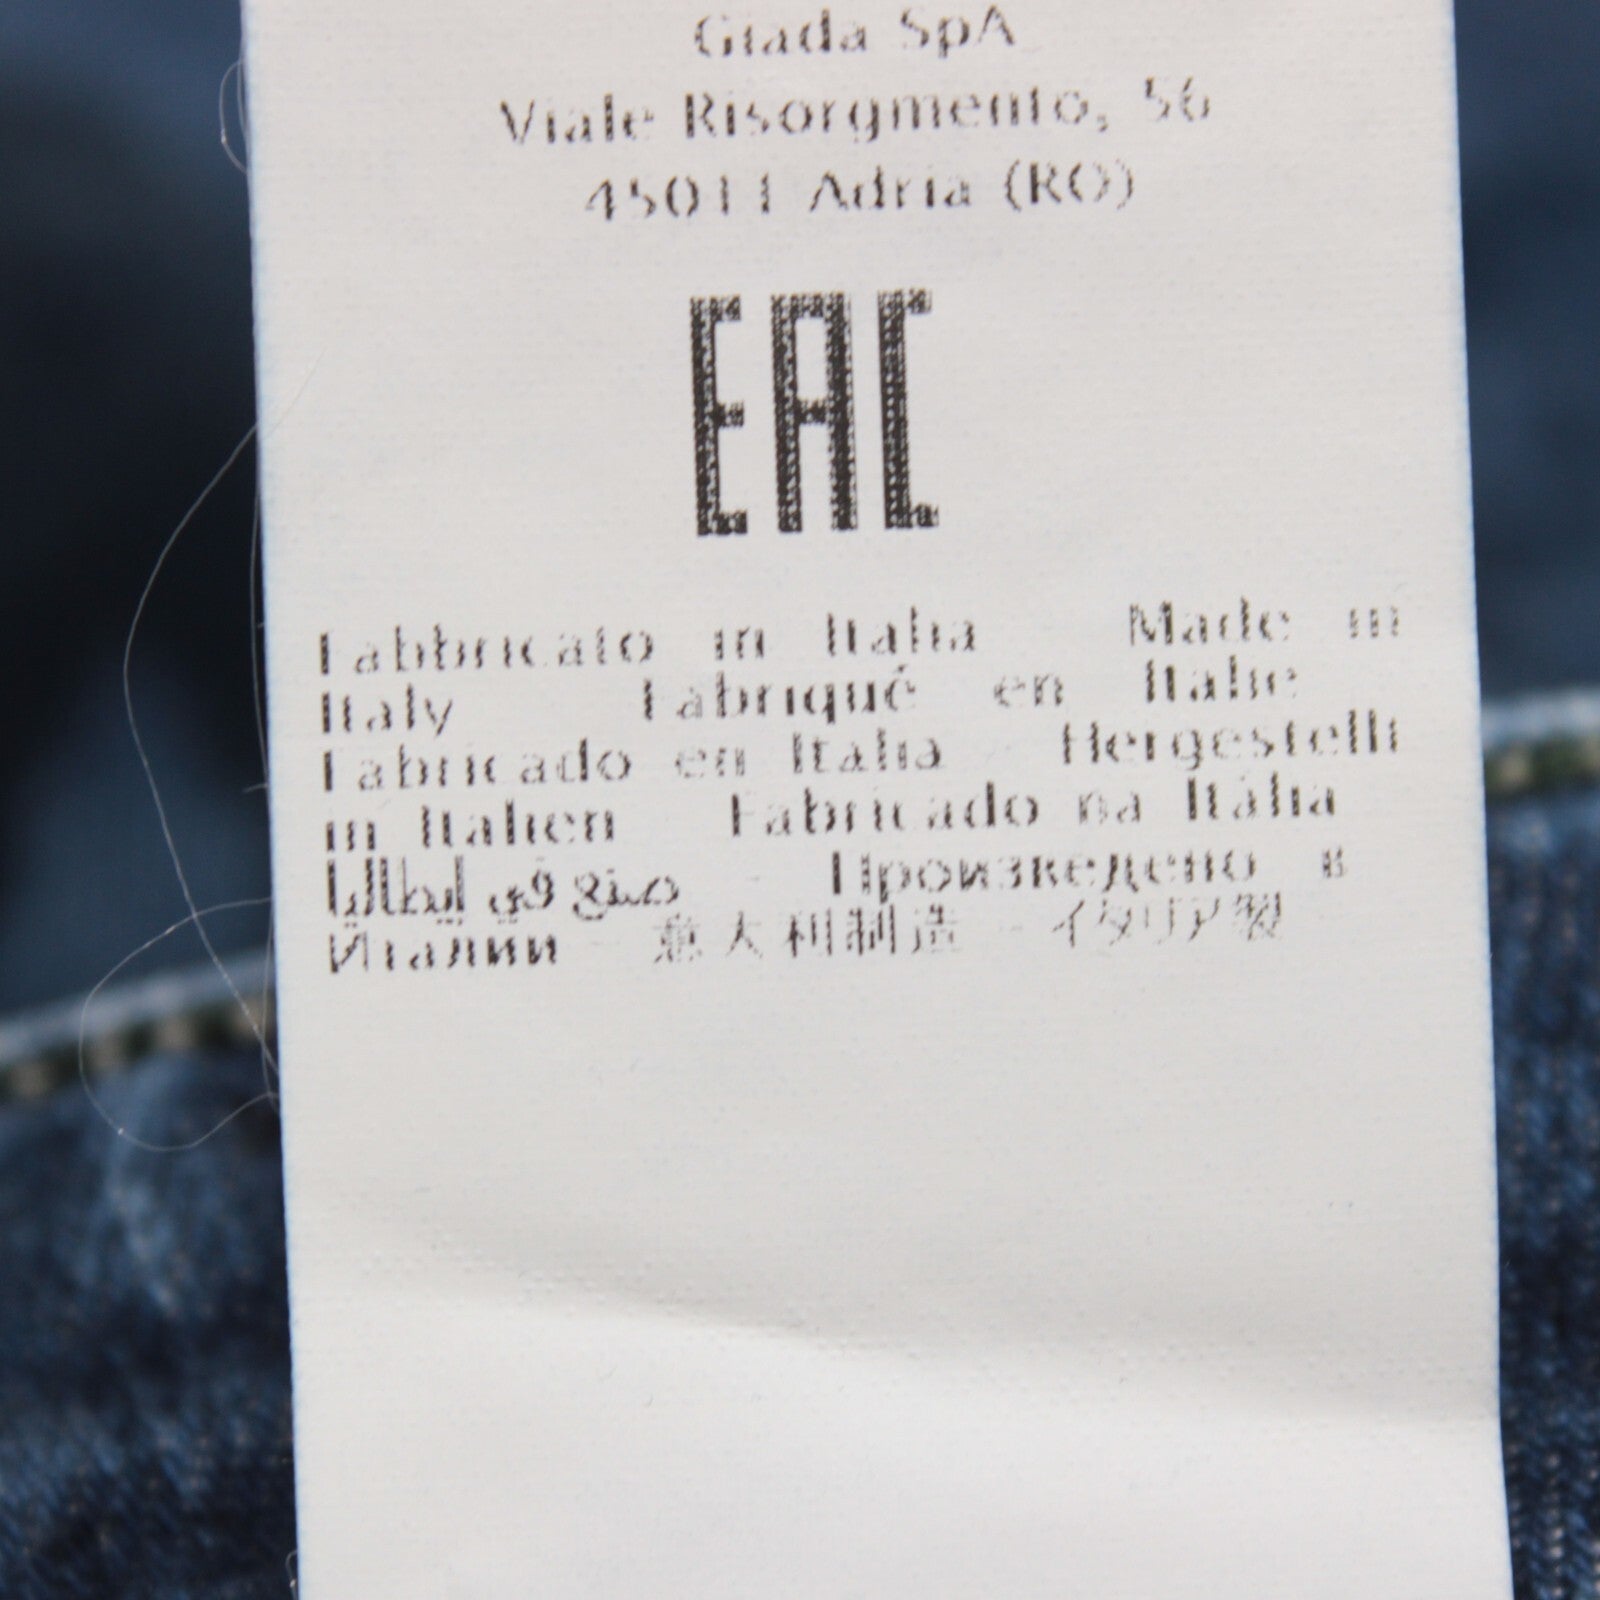 Giada SpA
Viale Risorgmento, 56
45011 Adria (RO)
EAC
Fabbricato in Italia Made in
Italy Fabriqué en Italie
Fabricado en Italia - Hergestellt
in Italien Fabricado na Itália
صنع في إيطاليا - Произведено в
Италии - 意大利制造 - イタリア製